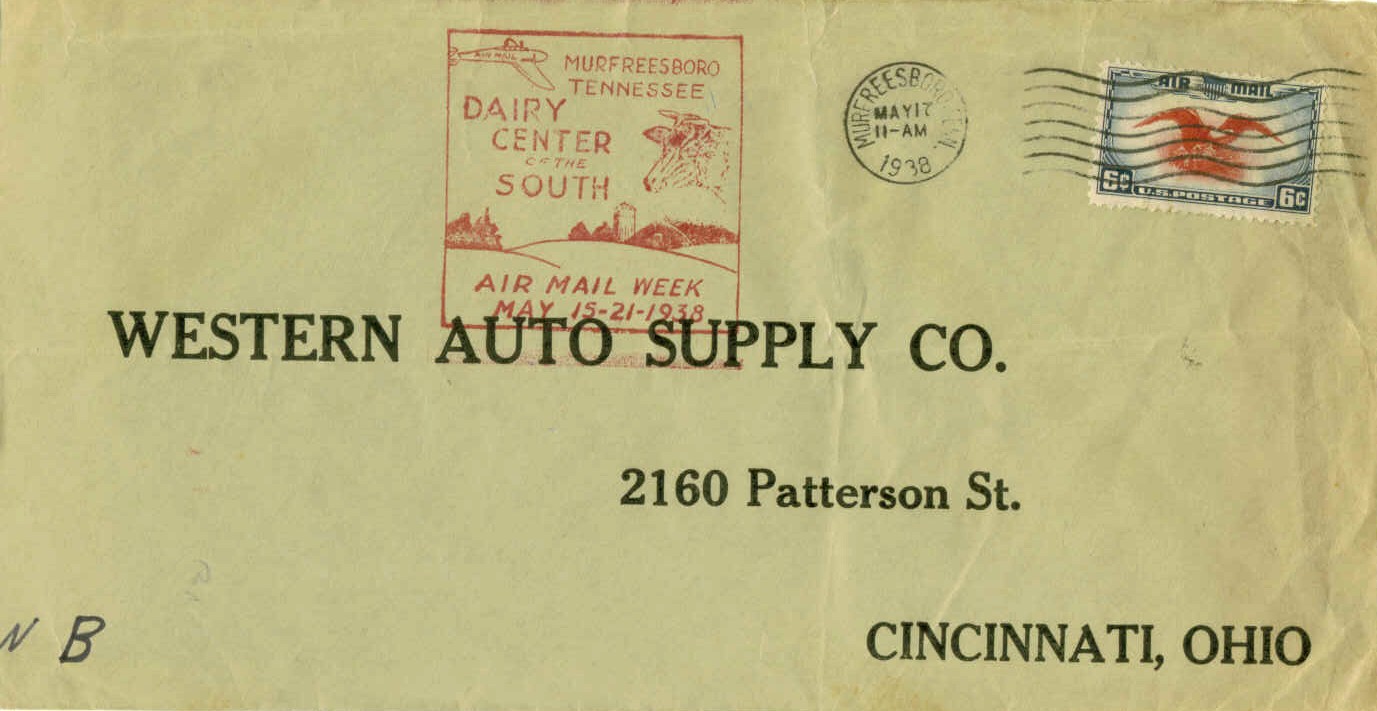 AIR MAIL
MURFREESBORO
TENNESSEE
DAIRY
CENTER
OF THE
SOUTH
AIR MAIL WEEK
MAY 15-21-1938
MURFREESBORO, TENN.
MAY 17
11-AM
1938
AIR MAIL
6¢ U.S. POSTAGE 6¢
WESTERN AUTO SUPPLY CO.
2160 Patterson St.
CINCINNATI, OHIO
N B